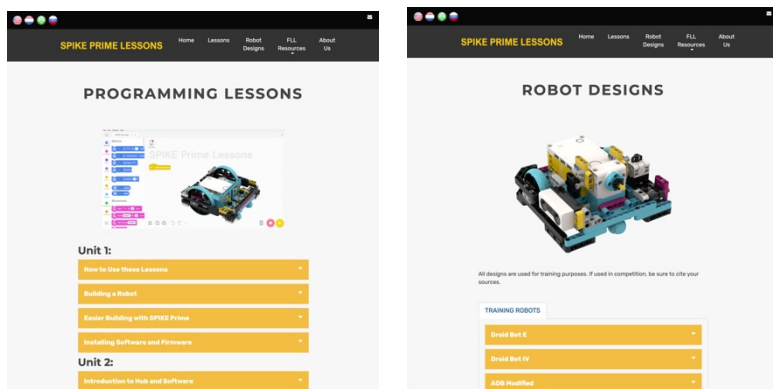 SPIKE PRIME LESSONS
Home
Lessons
Robot
Designs
FLL
Resources
About
Us
PROGRAMMING LESSONS
SPIKE Prime Lessons
Unit 1:
How to Use these Lessons
Building a Robot
Easier Building with SPIKE Prime
Installing Software and Firmware
Unit 2:
Introduction to Hub and Software
SPIKE PRIME LESSONS
Home
Lessons
Robot
Designs
FLL
Resources
About
Us
ROBOT DESIGNS
All designs are used for training purposes. If used in competition, be sure to cite your
sources.
TRAINING ROBOTS
Droid Bot E
Droid Bot IV
ADB Modified